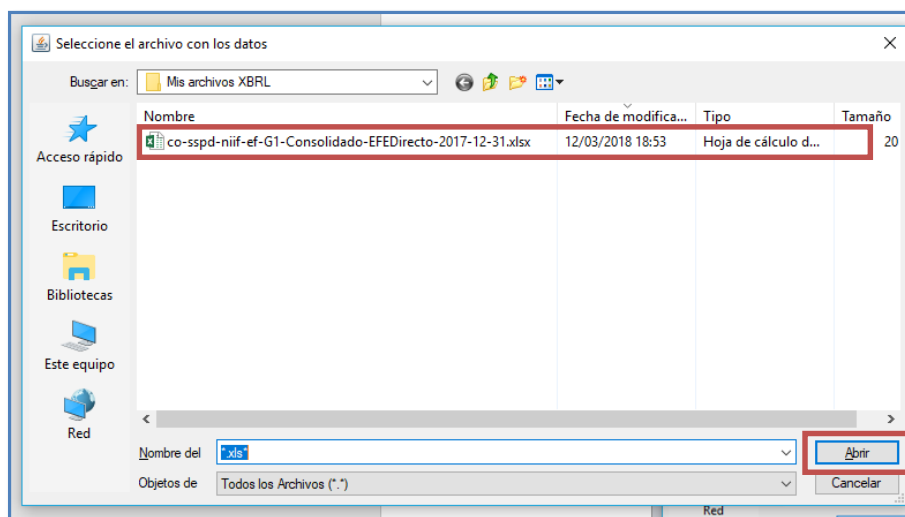 Seleccione el archivo con los datos
Buscar en: Mis archivos XBRL
Nombre Fecha de modifica... Tipo Tamaño
co-sspd-niif-ef-G1-Consolidado-EFEDirecto-2017-12-31.xlsx 12/03/2018 18:53 Hoja de cálculo d... 20
Acceso rápido
Escritorio
Bibliotecas
Este equipo
Red
Nombre del *.xls* Abrir
Objetos de Todos los Archivos (*.*) Cancelar
Red